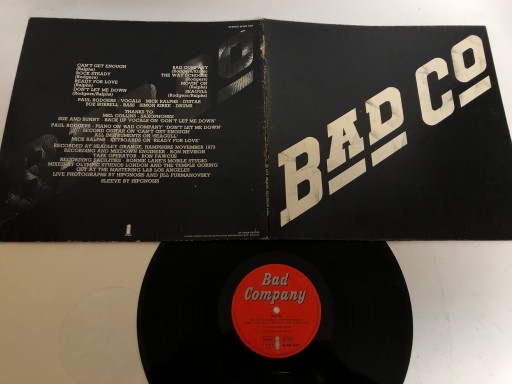 CAN'T GET ENOUGH
(Ralphs)
ROCK STEADY
(Rodgers)
READY FOR LOVE
(Ralphs)
DON'T LET ME DOWN
(Rodgers/Ralphs)
BAD COMPANY
(Rodgers/Kirke)
THE WAY I CHOOSE
(Rodgers)
MOVIN' ON
(Ralphs)
SEAGULL
(Rodgers/Ralphs)
PAUL RODGERS · VOCALS MICK RALPHS · GUITAR
BOZ BURRELL · BASS SIMON KIRKE · DRUMS
THANKS TO
MEL COLLINS · SAXOPHONES
SUE AND SUNNY · BACK UP VOCALS ON 'DON'T LET ME DOWN'
PAUL RODGERS · PIANO ON 'BAD COMPANY' 'DON'T LET ME DOWN'
SECOND GUITAR ON 'CAN'T GET ENOUGH'
ALL INSTRUMENTS ON 'SEAGULL'
MICK RALPHS · KEYBOARDS ON 'READY FOR LOVE'
RECORDED AT HEADLEY GRANGE, HAMPSHIRE NOVEMBER 1973
RECORDING AND MIXDOWN ENGINEER · RON NEVISON
TAPE OPERATOR · RON FAWCUS
RECORDING FACILITIES · RONNIE LANE'S MOBILE STUDIO
MIXED AT OLYMPIC STUDIOS LONDON
CUT AT THE MASTERING LAB LOS ANGELES
LIVE PHOTOGRAPHS BY HIPGNOSIS AND JILL FURMANOVSKY
SLEEVE BY HIPGNOSIS
BAD CO
Bad
Company